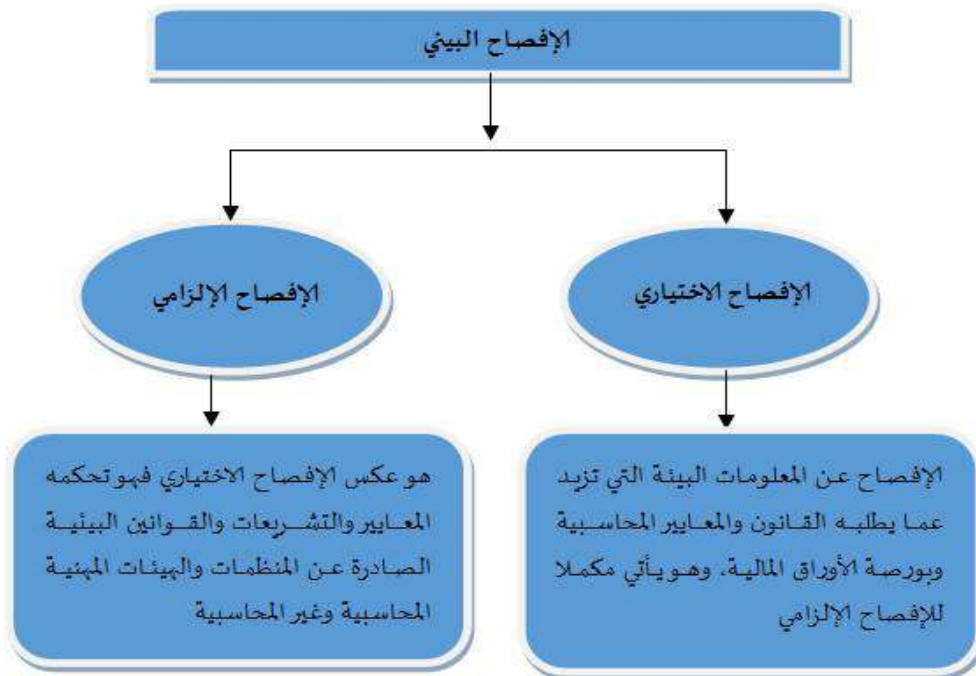 الإفصاح البيئي
الإفصاح الاختياري
الإفصاح الإلزامي
الإفصاح عن المعلومات البيئة التي تزيد
عما يطلبه القانون والمعايير المحاسبية
وبورصة الأوراق المالية، وهو يأتي مكملا
للإفصاح الإلزامي
هو عكس الإفصاح الاختياري فهو تحكمه
المعايير والتشريعات والقوانين البيئية
الصادرة عن المنظمات والهيئات المهنية
المحاسبية وغير المحاسبية